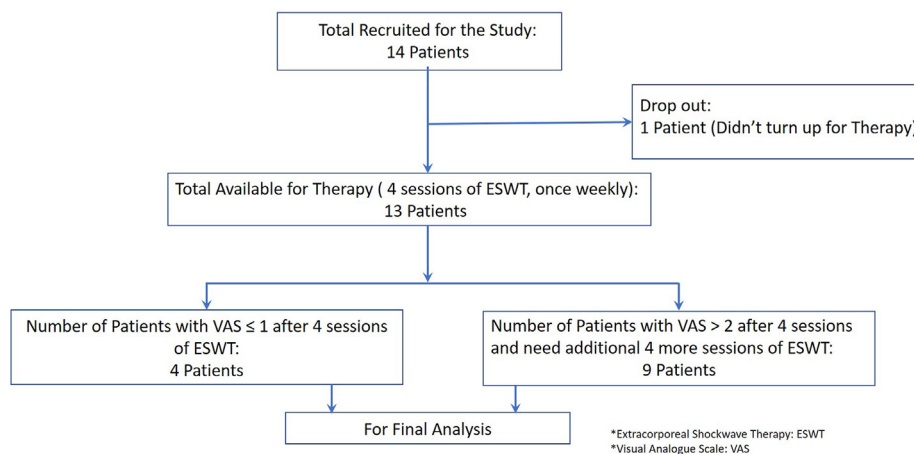 Total Recruited for the Study:
14 Patients
Drop out:
1 Patient (Didn't turn up for Therapy)
Total Available for Therapy ( 4 sessions of ESWT, once weekly):
13 Patients
Number of Patients with VAS ≤ 1 after 4 sessions
of ESWT:
4 Patients
Number of Patients with VAS > 2 after 4 sessions
and need additional 4 more sessions of ESWT:
9 Patients
For Final Analysis
*Extracorporeal Shockwave Therapy: ESWT
*Visual Analogue Scale: VAS